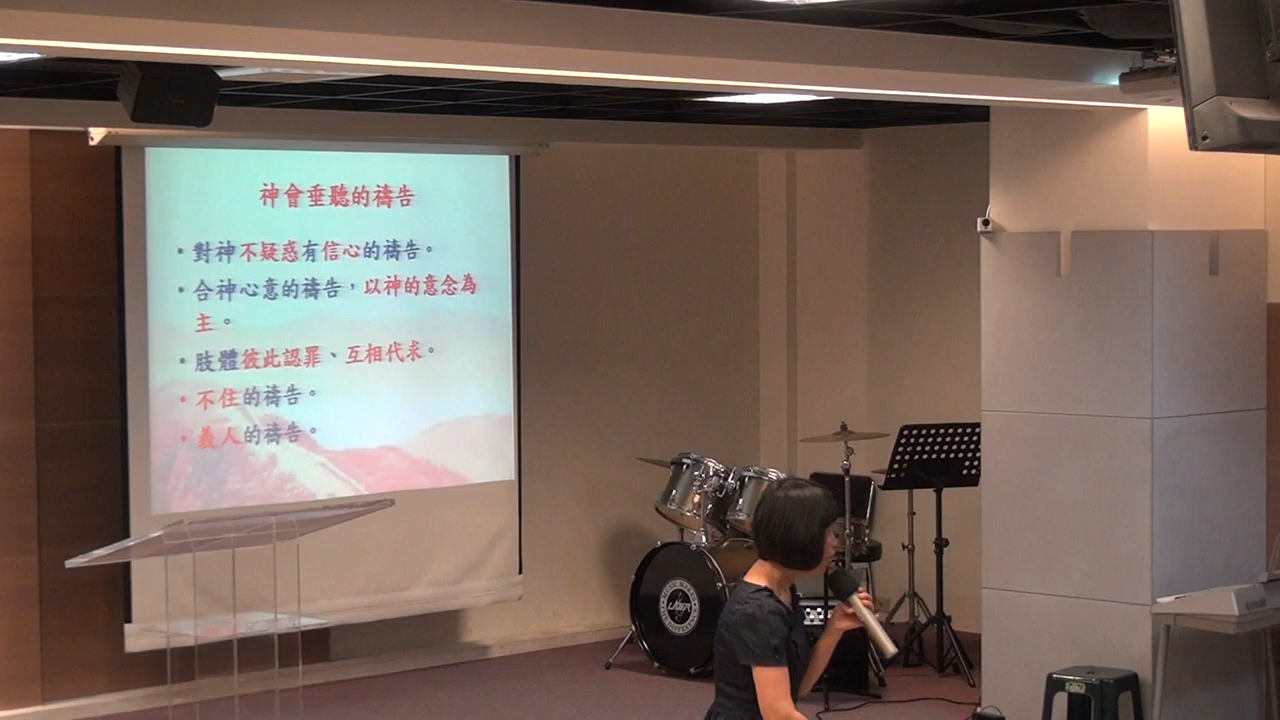 神會垂聽的禱告
•對神不疑惑有信心的禱告。
•合神心意的禱告，以神的意念為
主。
•肢體彼此認罪、互相代求。
•不住的禱告。
•義人的禱告。